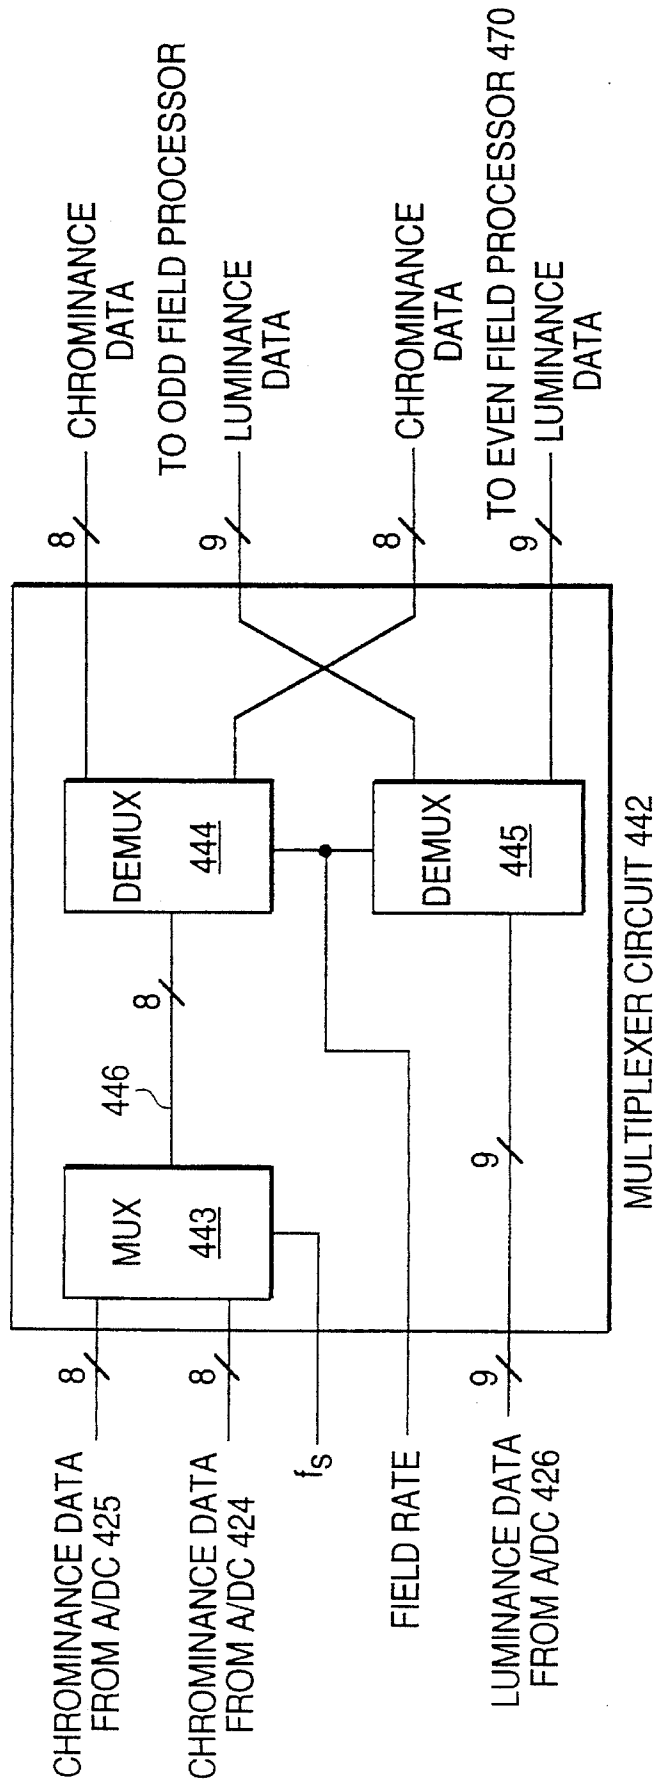 CHROMINANCE DATA
FROM A/DC 425
CHROMINANCE DATA
FROM A/DC 424
fS
FIELD RATE
LUMINANCE DATA
FROM A/DC 426
8
8
9
MUX
443
446
8
9
DEMUX
444
DEMUX
445
MULTIPLEXER CIRCUIT 442
8
9
8
9
CHROMINANCE
DATA
TO ODD FIELD PROCESSOR
LUMINANCE
DATA
CHROMINANCE
DATA
TO EVEN FIELD PROCESSOR 470
LUMINANCE
DATA